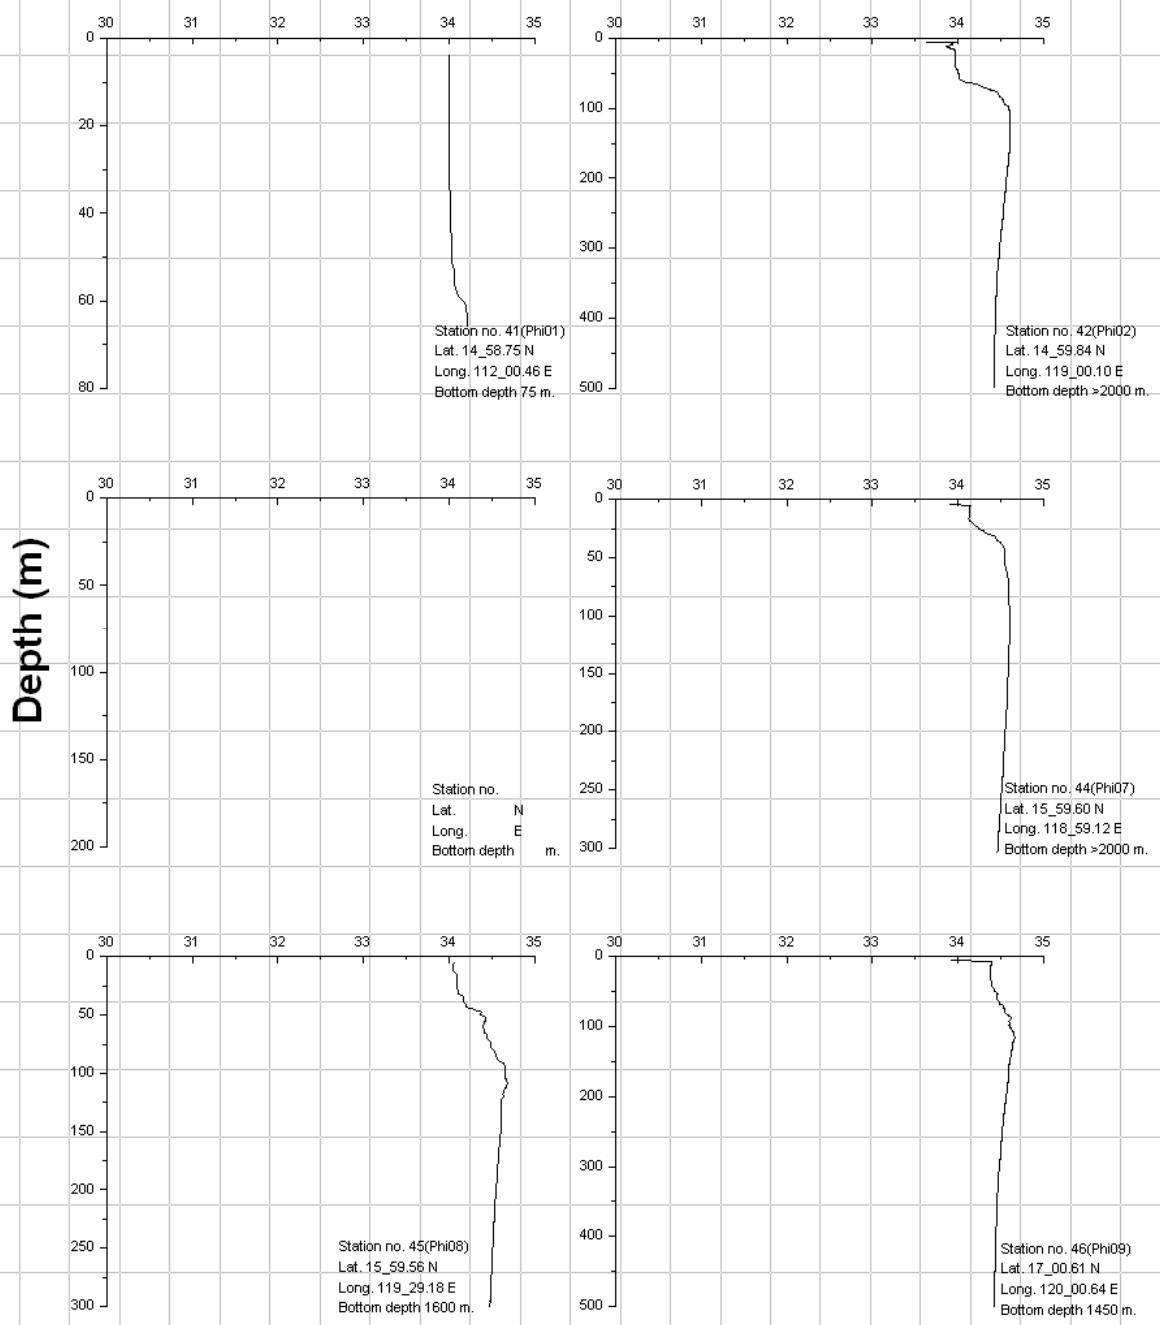 30 31 32 33 34 35
0
20
40
60
80
Station no. 41(Phi01)
Lat. 14_58.75 N
Long. 112_00.46 E
Bottom depth 75 m.
30 31 32 33 34 35
0
100
200
300
400
500
Station no. 42(Phi02)
Lat. 14_59.84 N
Long. 119_00.10 E
Bottom depth >2000 m.
Depth (m)
30 31 32 33 34 35
0
50
100
150
200
Station no.
Lat. N
Long. E
Bottom depth m.
30 31 32 33 34 35
0
50
100
150
200
250
300
Station no. 44(Phi07)
Lat. 15_59.60 N
Long. 118_59.12 E
Bottom depth >2000 m.
30 31 32 33 34 35
0
50
100
150
200
250
300
Station no. 45(Phi08)
Lat. 15_59.56 N
Long. 119_29.18 E
Bottom depth 1600 m.
30 31 32 33 34 35
0
100
200
300
400
500
Station no. 46(Phi09)
Lat. 17_00.61 N
Long. 120_00.64 E
Bottom depth 1450 m.